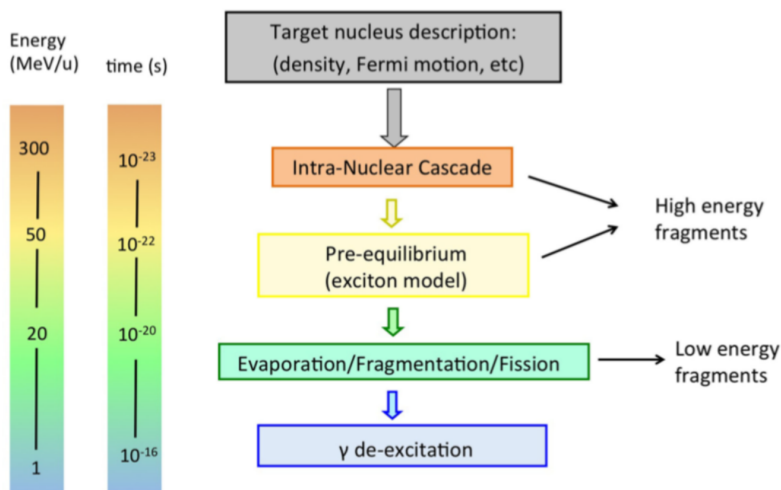 Energy
(MeV/u)
time (s)
300
50
20
1
10⁻²³
10⁻²²
10⁻²⁰
10⁻¹⁶
Target nucleus description:
(density, Fermi motion, etc)
Intra-Nuclear Cascade
Pre-equilibrium
(exciton model)
Evaporation/Fragmentation/Fission
γ de-excitation
High energy
fragments
Low energy
fragments